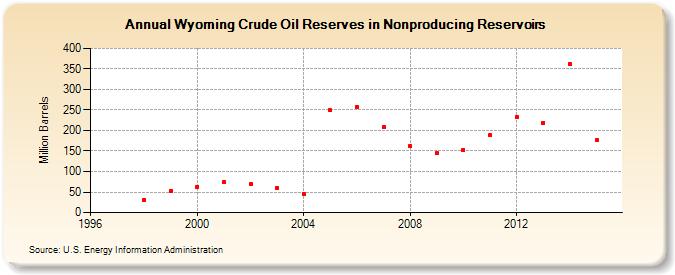 Annual Wyoming Crude Oil Reserves in Nonproducing Reservoirs
Million Barrels
400
350
300
250
200
150
100
50
0
1996 2000 2004 2008 2012
Source: U.S. Energy Information Administration